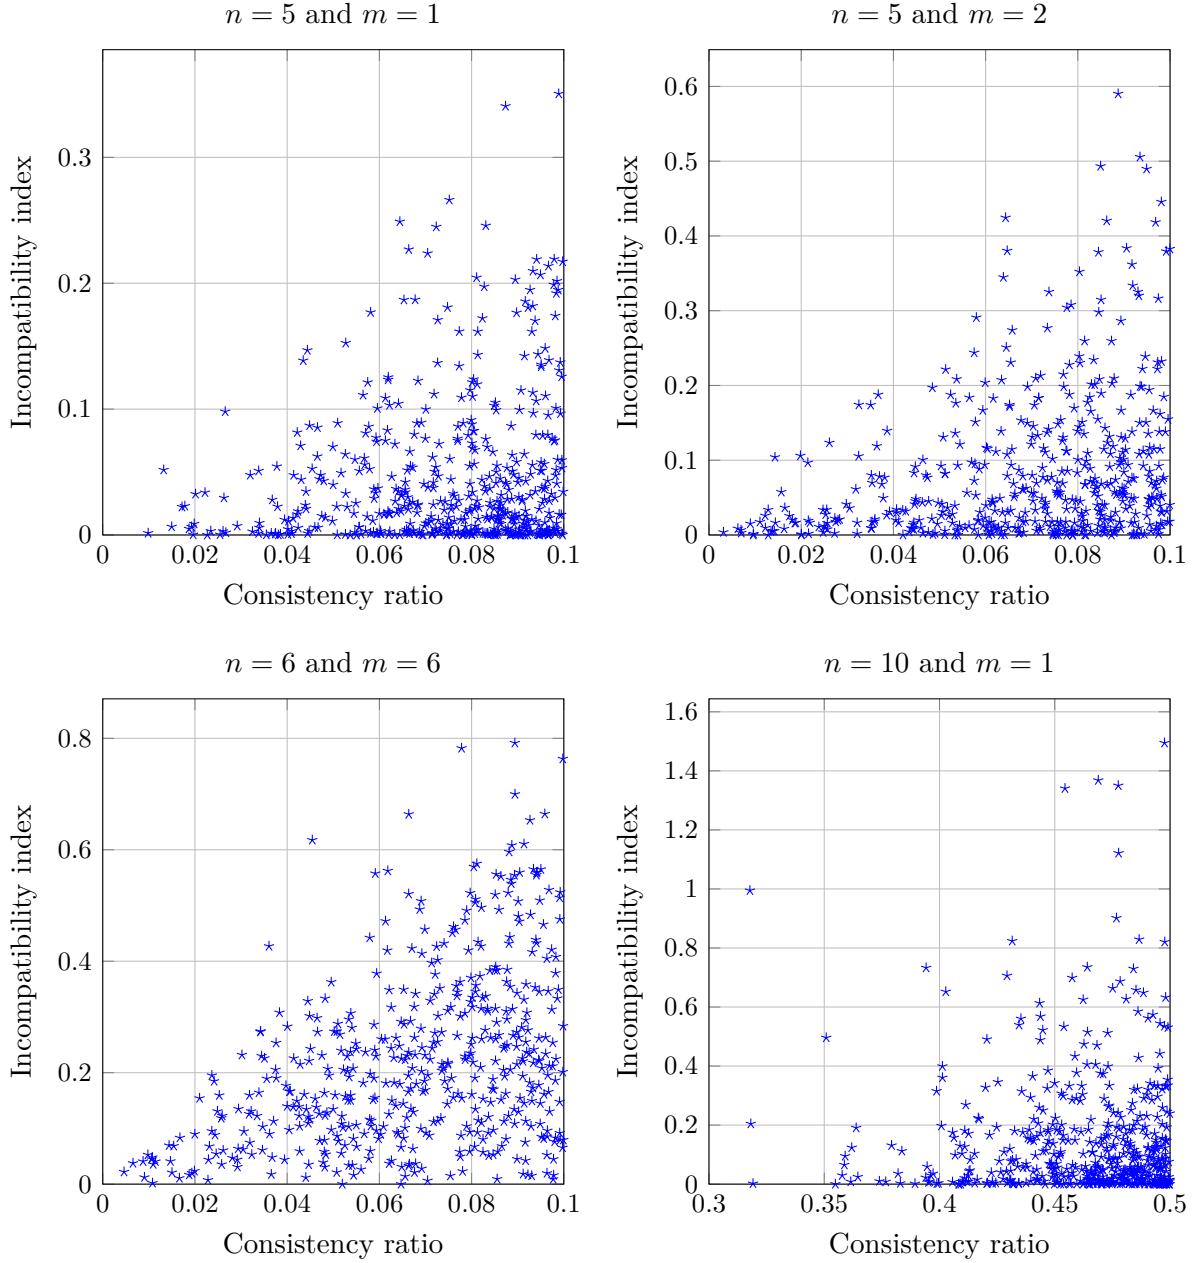 n = 5 and m = 1
0.3
0.2
0.1
0
0 0.02 0.04 0.06 0.08 0.1
Incompatibility index
Consistency ratio
n = 5 and m = 2
0.6
0.5
0.4
0.3
0.2
0.1
0
0 0.02 0.04 0.06 0.08 0.1
Incompatibility index
Consistency ratio
n = 6 and m = 6
0.8
0.6
0.4
0.2
0
0 0.02 0.04 0.06 0.08 0.1
Incompatibility index
Consistency ratio
n = 10 and m = 1
1.6
1.4
1.2
1
0.8
0.6
0.4
0.2
0
0.3 0.35 0.4 0.45 0.5
Incompatibility index
Consistency ratio